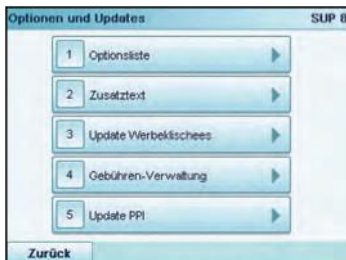 Optionen und Updates SUP 8
1 Optionsliste
2 Zusatztext
3 Update Werbeklischees
4 Gebühren-Verwaltung
5 Update PPI
Zurück